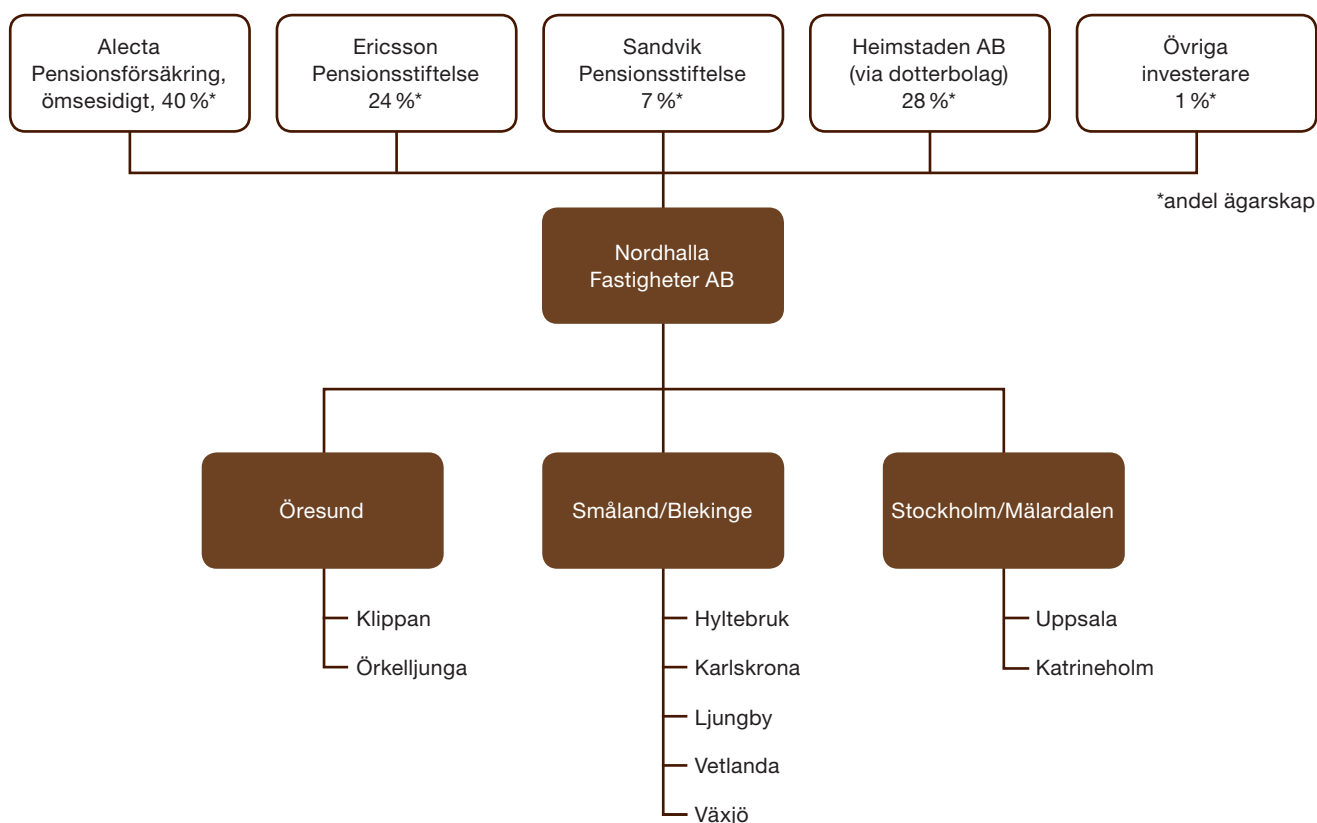 Alecta
Pensionsförsäkring,
ömsesidigt, 40 %*
Ericsson
Pensionsstiftelse
24 %*
Sandvik
Pensionsstiftelse
7 %*
Heimstaden AB
(via dotterbolag)
28 %*
Övriga
investerare
1 %*
*andel ägarskap
Nordhalla
Fastigheter AB
Öresund
Klippan
Örkelljunga
Småland/Blekinge
Hyltebruk
Karlskrona
Ljungby
Vetlanda
Växjö
Stockholm/Mälardalen
Uppsala
Katrineholm